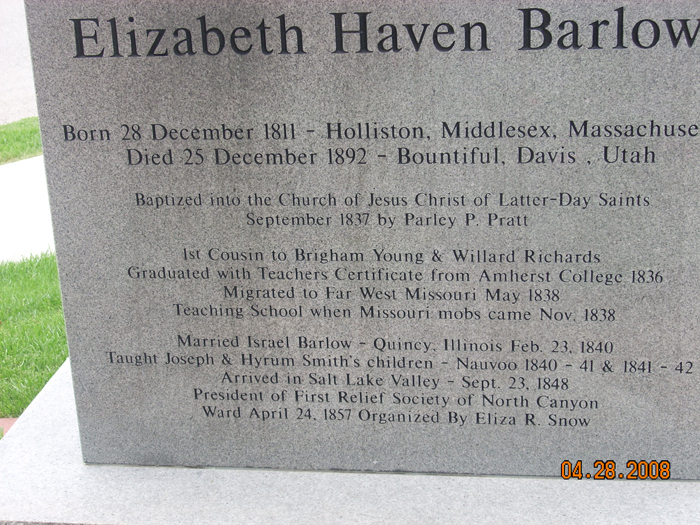 Elizabeth Haven Barlow
Born 28 December 1811 - Holliston, Middlesex, Massachuse
Died 25 December 1892 - Bountiful, Davis , Utah
Baptized into the Church of Jesus Christ of Latter-Day Saints
September 1837 by Parley P. Pratt
1st Cousin to Brigham Young & Willard Richards
Graduated with Teachers Certificate from Amherst College 1836
Migrated to Far West Missouri May 1838
Teaching School when Missouri mobs came Nov. 1838
Married Israel Barlow - Quincy, Illinois Feb. 23, 1840
Taught Joseph & Hyrum Smith's children - Nauvoo 1840 - 41 & 1841 - 42
Arrived in Salt Lake Valley - Sept. 23, 1848
President of First Relief Society of North Canyon
Ward April 24, 1857 Organized By Eliza R. Snow
04.28.2008